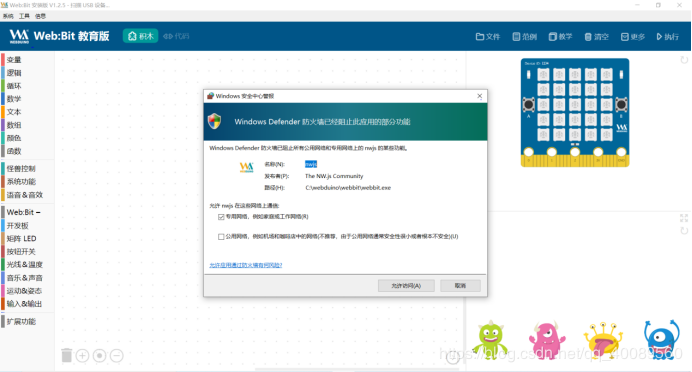 Web:Bit 安装版 V1.2.5 - 扫描 USB 设备...
系统 工具 信息
WEBDUINO Web:Bit 教育版 积木 代码 文件 范例 教学 清空 更多 执行
变量
逻辑
循环
数学
文本
数组
颜色
函数
怪兽控制
系统功能
语音&音效
Web:Bit
开发板
矩阵 LED
按钮开关
光线&温度
音乐&声音
运动&姿态
输入&输出
扩展功能
Windows 安全中心警报
Windows Defender 防火墙已经阻止此应用的部分功能
Windows Defender 防火墙已阻止所有公用网络和专用网络上的 nwjs 的某些功能。
名称(N): nwjs
发布者(P): The NW.js Community
路径(H): C:\webduino\webbit\webbit.exe
允许 nwjs 在这些网络上通信:
专用网络，例如家庭或工作网络(R)
公用网络，例如机场和咖啡店中的网络(不推荐，由于公用网络通常安全性很小或者根本不安全)(U)
允许应用通过防火墙有何风险?
允许访问(A) 取消
A B